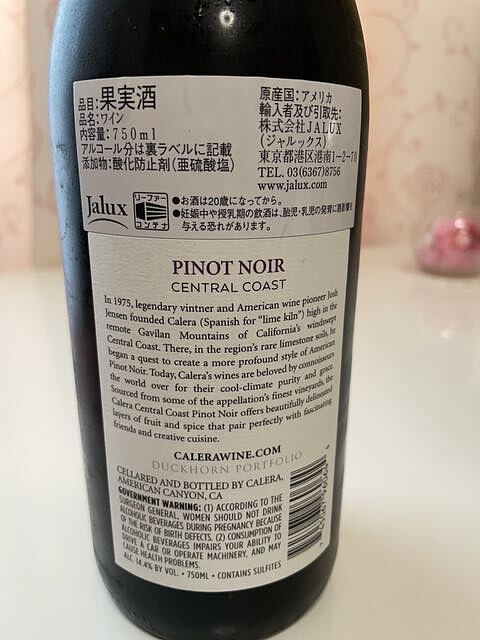 品目:果実酒
品名:ワイン
内容量:750ml
アルコール分は裏ラベルに記載
添加物:酸化防止剤(亜硫酸塩)
原産国:アメリカ
輸入者及び引取先:
株式会社JALUX
(ジャルックス)
東京都港区港南1-2-70
TEL. 03(6367)8756
www.jalux.com
Jalux
リーファー
コンテナ
●お酒は20歳になってから。
●妊娠中や授乳期の飲酒は、胎児・乳児の発育に悪影響を
与える恐れがあります。
PINOT NOIR
CENTRAL COAST
In 1975, legendary vintner and American wine pioneer Josh
Jensen founded Calera (Spanish for "lime kiln") high in the
remote Gavilan Mountains of California's windswept
Central Coast. There, in the region's rare limestone soils, he
began a quest to create a more profound style of American
Pinot Noir. Today, Calera's wines are beloved by connoisseurs
the world over for their cool-climate purity and grace.
Sourced from some of the appellation's finest vineyards, the
Calera Central Coast Pinot Noir offers beautifully delineated
layers of fruit and spice that pair perfectly with fascinating
friends and creative cuisine.
CALERAWINE.COM
DUCKHORN PORTFOLIO
CELLARED AND BOTTLED BY CALERA,
AMERICAN CANYON, CA
GOVERNMENT WARNING: (1) ACCORDING TO THE
SURGEON GENERAL, WOMEN SHOULD NOT DRINK
ALCOHOLIC BEVERAGES DURING PREGNANCY BECAUSE
OF THE RISK OF BIRTH DEFECTS. (2) CONSUMPTION OF
ALCOHOLIC BEVERAGES IMPAIRS YOUR ABILITY TO
DRIVE A CAR OR OPERATE MACHINERY, AND MAY
CAUSE HEALTH PROBLEMS.
ALC. 14.4% BY VOL. • 750ML • CONTAINS SULFITES